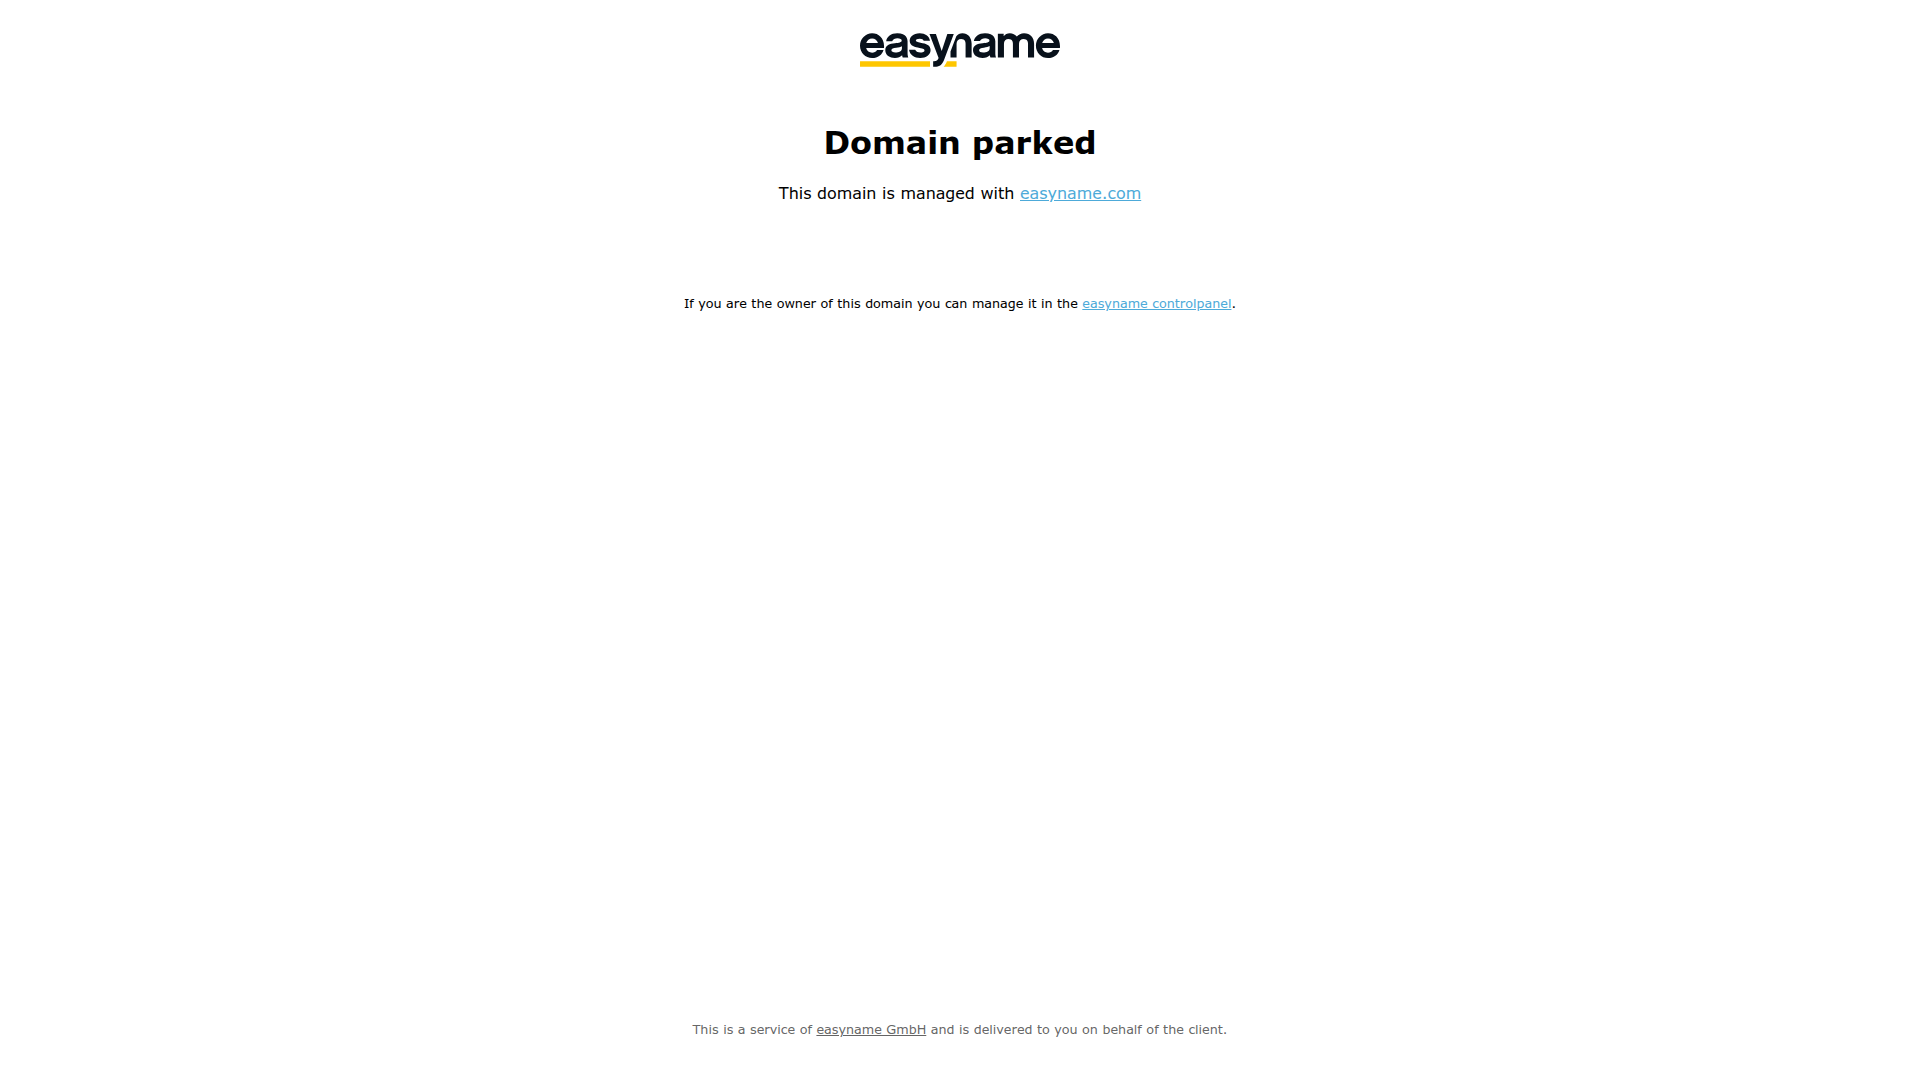 easyname
Domain parked
This domain is managed with easyname.com
If you are the owner of this domain you can manage it in the easyname controlpanel.
This is a service of easyname GmbH and is delivered to you on behalf of the client.